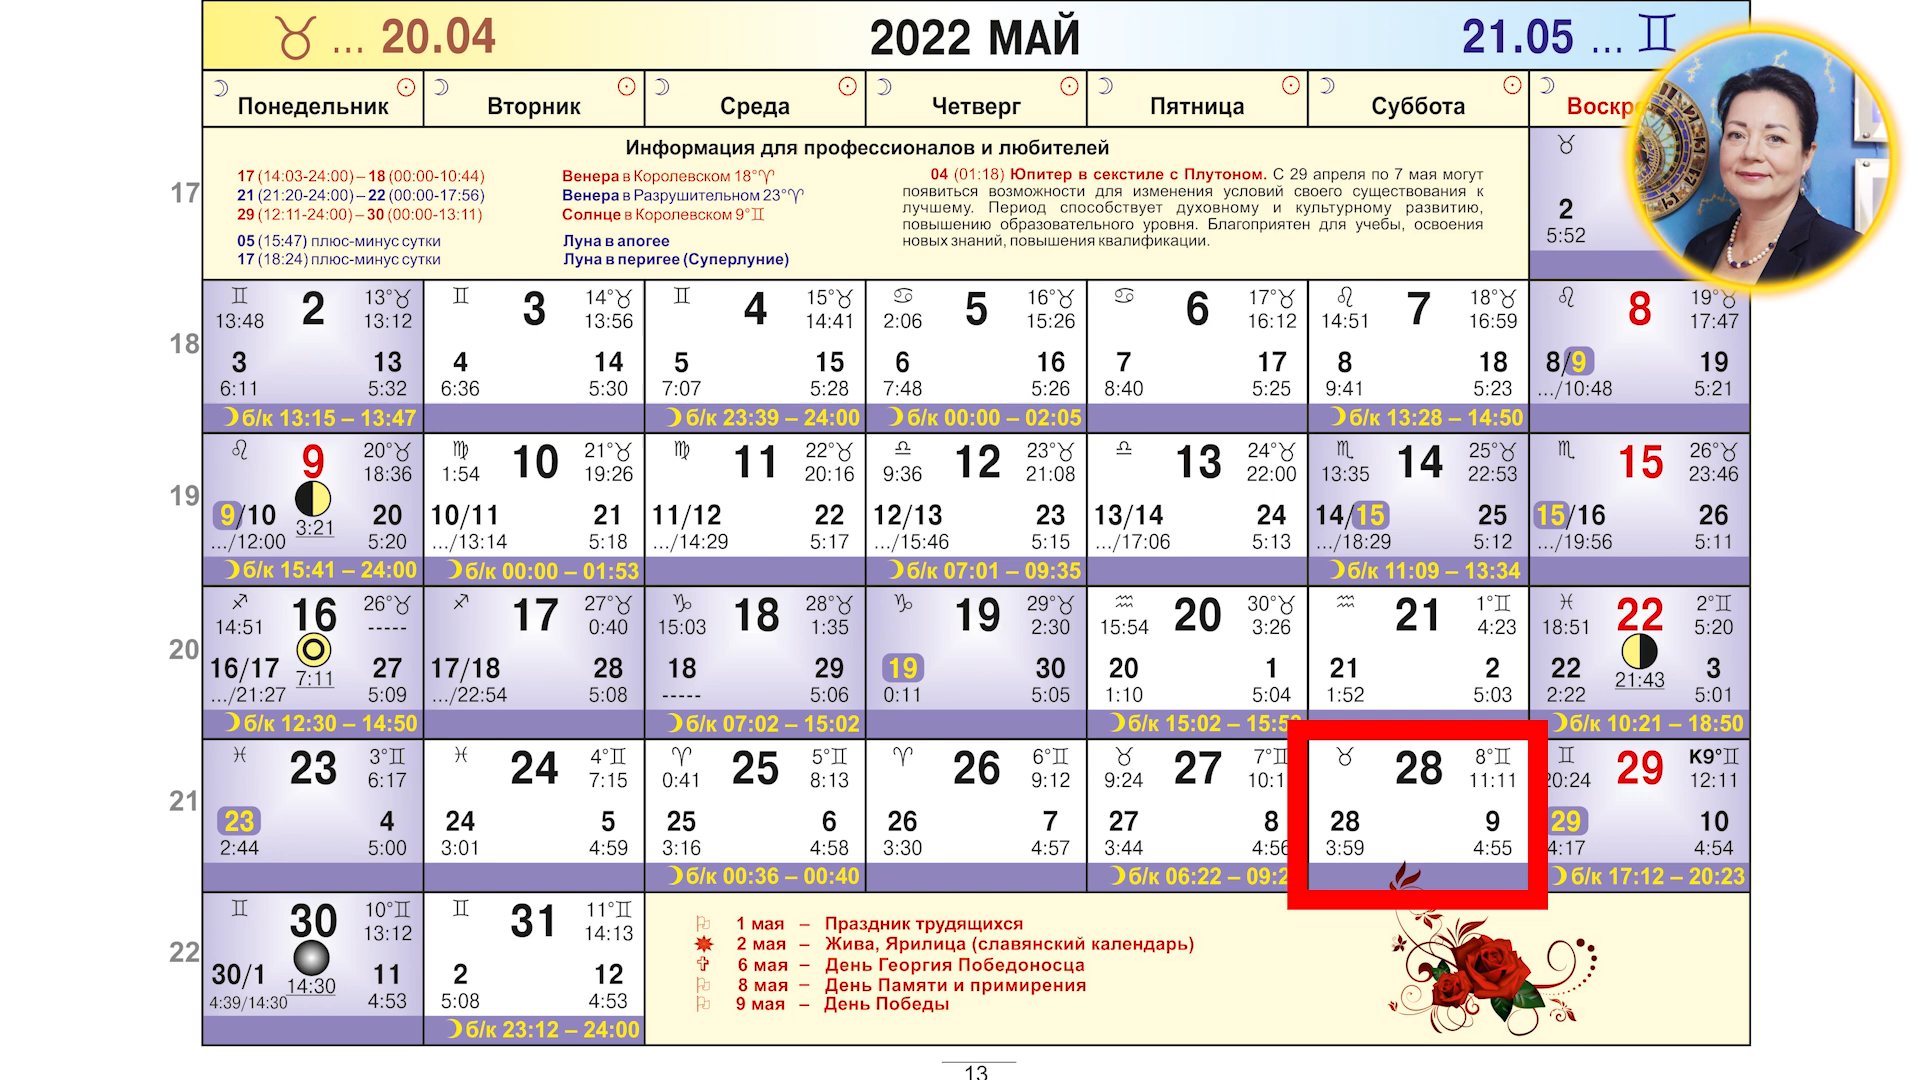 ♉ ... 20.04 2022 МАЙ 21.05 ... ♊
☽ Понедельник ☉ ☽ Вторник ☉ ☽ Среда ☉ ☽ Четверг ☉ ☽ Пятница ☉ ☽ Суббота ☉ ☽
Информация для профессионалов и любителей
17 (14:03-24:00) – 18 (00:00-10:44) Венера в Королевском 18°♈
21 (21:20-24:00) – 22 (00:00-17:56) Венера в Разрушительном 23°♈
29 (12:11-24:00) – 30 (00:00-13:11) Солнце в Королевском 9°♊
05 (15:47) плюс-минус сутки Луна в апогее
17 (18:24) плюс-минус сутки Луна в перигее (Суперлуние)
04 (01:18) Юпитер в секстиле с Плутоном. С 29 апреля по 7 мая могут
появиться возможности для изменения условий своего существования к
лучшему. Период способствует духовному и культурному развитию,
повышению образовательного уровня. Благоприятен для учебы, освоения
новых знаний, повышения квалификации.
17
♉
2
5:52
18
♊ 2 13°♉ ♊ 3 14°♉ ♊ 4 15°♉ ♋ 5 16°♉ ♋ 6 17°♉ ♌ 7 18°♉ ♌ 8 19°♉
13:48 13:12 13:56 14:41 2:06 15:26 16:12 14:51 16:59 17:47
3 13 4 14 5 15 6 16 7 17 8 18 8/9 19
6:11 5:32 6:36 5:30 7:07 5:28 7:48 5:26 8:40 5:25 9:41 5:23 .../10:48 5:21
☽ б/к 13:15 – 13:47 ☽ б/к 23:39 – 24:00 ☽ б/к 00:00 – 02:05 ☽ б/к 13:28 – 14:50
19
♌ 9 20°♉ ♍ 10 21°♉ ♍ 11 22°♉ ♎ 12 23°♉ ♎ 13 24°♉ ♏ 14 25°♉ ♏ 15 26°♉
18:36 1:54 19:26 20:16 9:36 21:08 22:00 13:35 22:53 23:46
9/10 3:21 20 10/11 21 11/12 22 12/13 23 13/14 24 14/15 25 15/16 26
.../12:00 5:20 .../13:14 5:18 .../14:29 5:17 .../15:46 5:15 .../17:06 5:13 .../18:29 5:12 .../19:56 5:11
☽ б/к 15:41 – 24:00 ☽ б/к 00:00 – 01:53 ☽ б/к 07:01 – 09:35 ☽ б/к 11:09 – 13:34
20
♐ 16 26°♉ ♐ 17 27°♉ ♑ 18 28°♉ ♑ 19 29°♉ ♒ 20 30°♉ ♒ 21 1°♊ ♓ 22 2°♊
14:51 ----- 0:40 15:03 1:35 2:30 15:54 3:26 4:23 18:51 5:20
16/17 7:11 27 17/18 28 18 29 19 30 20 1 21 2 22 21:43 3
.../21:27 5:09 .../22:54 5:08 ----- 5:06 0:11 5:05 1:10 5:04 1:52 5:03 2:22 5:01
☽ б/к 12:30 – 14:50 ☽ б/к 07:02 – 15:02 ☽ б/к 15:02 – ☽ б/к 10:21 – 18:50
21
♓ 23 3°♊ ♓ 24 4°♊ ♈ 25 5°♊ ♈ 26 6°♊ ♉ 27 7°♊ ♉ 28 8°♊ ♊ 29 К9°♊
6:17 7:15 0:41 8:13 9:12 9:24 11:11 20:24 12:11
23 4 24 5 25 6 26 7 27 8 28 9 29 10
2:44 5:00 3:01 4:59 3:16 4:58 3:30 4:57 3:44 4:56 3:59 4:55 4:17 4:54
☽ б/к 00:36 – 00:40 ☽ б/к 06:22 – ☽ б/к 17:12 – 20:23
22
♊ 30 10°♊ ♊ 31 11°♊
13:12 14:13
30/1 14:30 11 2 12
4:39/14:30 4:53 5:08 4:53
☽ б/к 23:12 – 24:00
1 мая – Праздник трудящихся
2 мая – Жива, Ярилица (славянский календарь)
6 мая – День Георгия Победоносца
8 мая – День Памяти и примирения
9 мая – День Победы
13